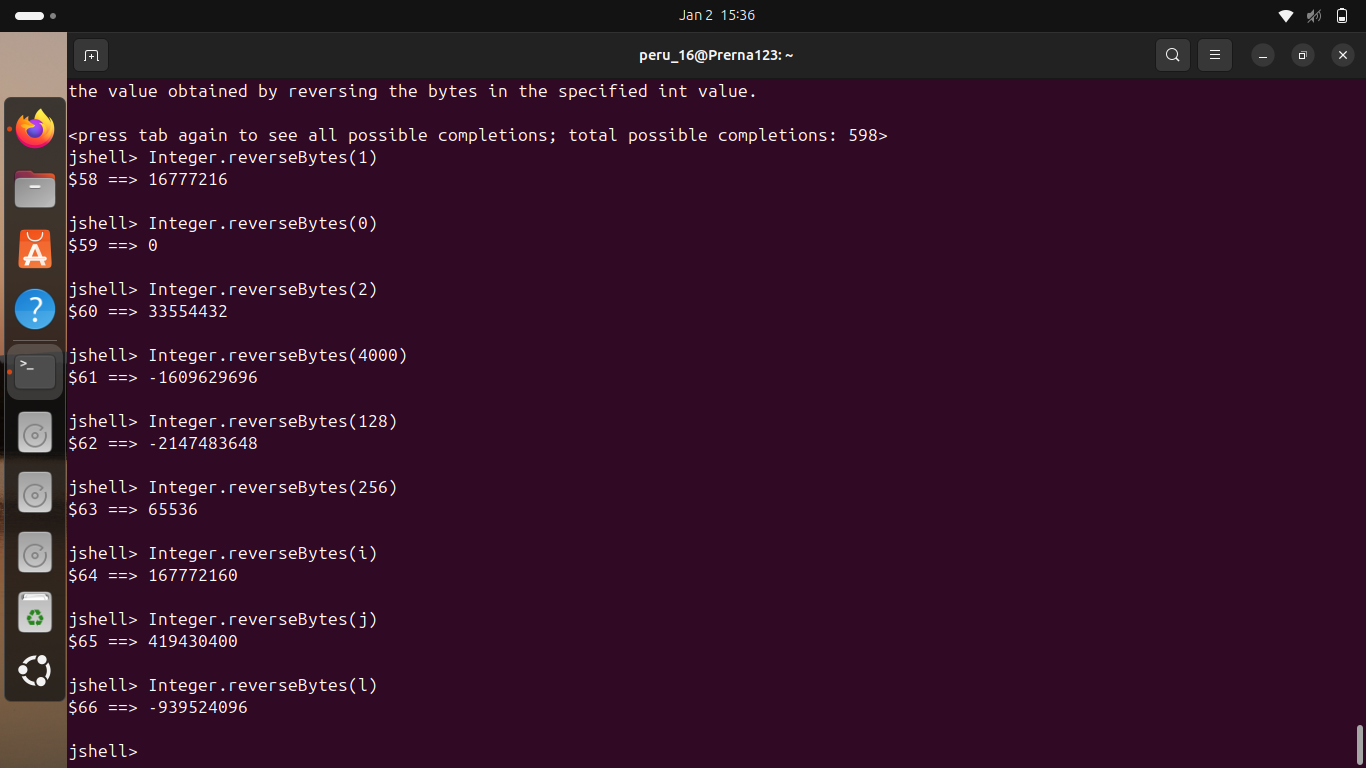 Jan 2 15:36
peru_16@Prerna123: ~
the value obtained by reversing the bytes in the specified int value.
<press tab again to see all possible completions; total possible completions: 598>
jshell> Integer.reverseBytes(1)
$58 ==> 16777216
jshell> Integer.reverseBytes(0)
$59 ==> 0
jshell> Integer.reverseBytes(2)
$60 ==> 33554432
jshell> Integer.reverseBytes(4000)
$61 ==> -1609629696
jshell> Integer.reverseBytes(128)
$62 ==> -2147483648
jshell> Integer.reverseBytes(256)
$63 ==> 65536
jshell> Integer.reverseBytes(i)
$64 ==> 167772160
jshell> Integer.reverseBytes(j)
$65 ==> 419430400
jshell> Integer.reverseBytes(l)
$66 ==> -939524096
jshell>